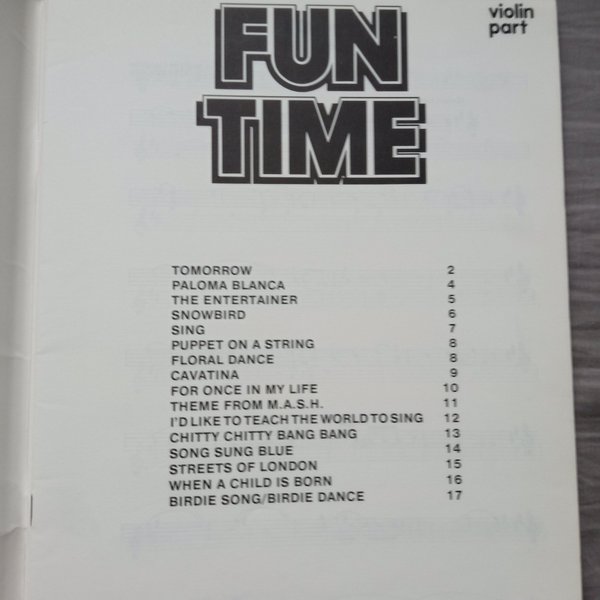 violin
part
FUN
TIME
TOMORROW 2
PALOMA BLANCA 4
THE ENTERTAINER 5
SNOWBIRD 6
SING 7
PUPPET ON A STRING 8
FLORAL DANCE 8
CAVATINA 9
FOR ONCE IN MY LIFE 10
THEME FROM M.A.S.H. 11
I'D LIKE TO TEACH THE WORLD TO SING 12
CHITTY CHITTY BANG BANG 13
SONG SUNG BLUE 14
STREETS OF LONDON 15
WHEN A CHILD IS BORN 16
BIRDIE SONG/BIRDIE DANCE 17